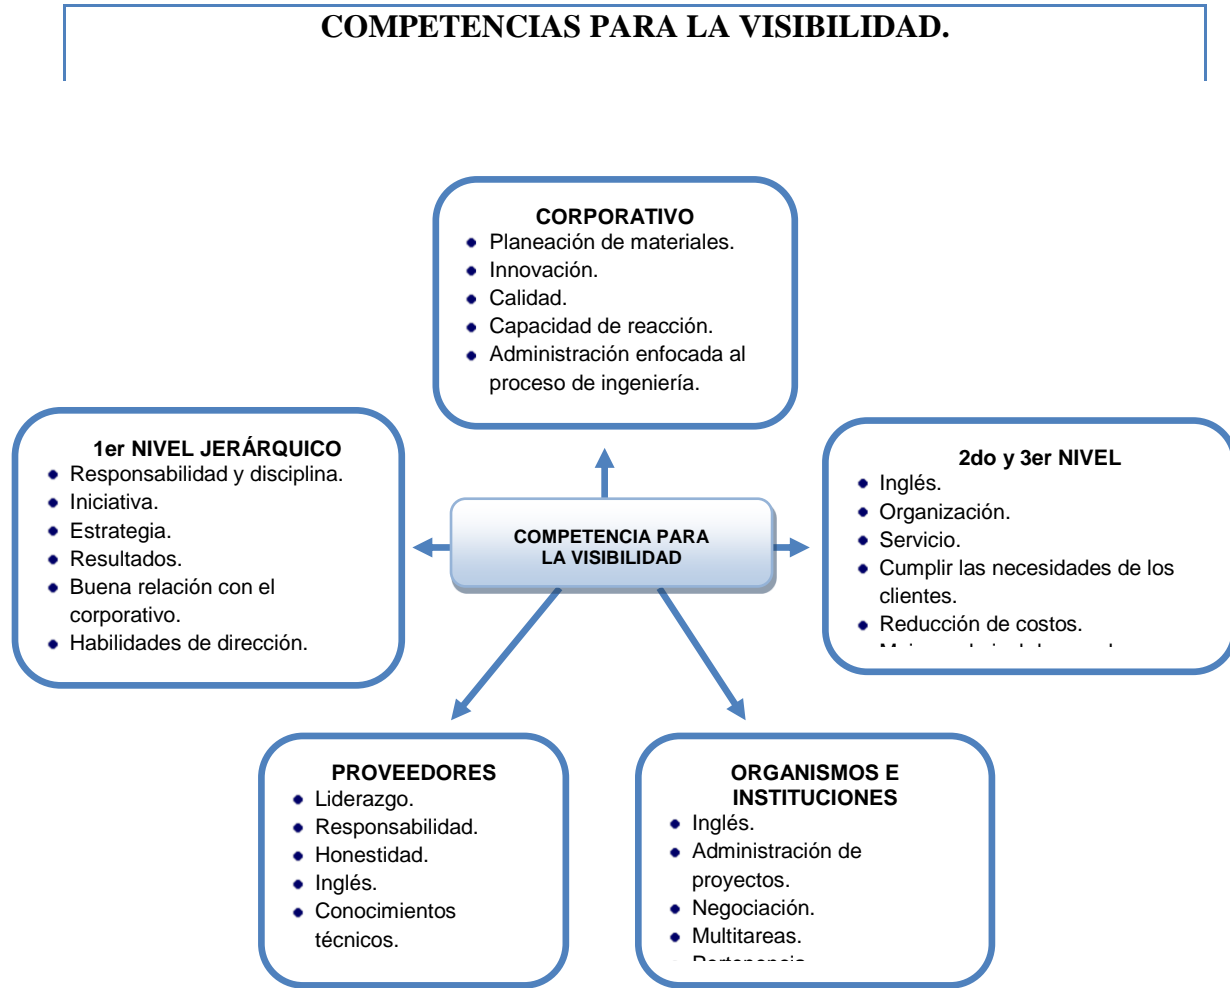 COMPETENCIAS PARA LA VISIBILIDAD.
CORPORATIVO
Planeación de materiales.
Innovación.
Calidad.
Capacidad de reacción.
Administración enfocada al
proceso de ingeniería.
1er NIVEL JERÁRQUICO
Responsabilidad y disciplina.
Iniciativa.
Estrategia.
Resultados.
Buena relación con el
corporativo.
Habilidades de dirección.
COMPETENCIA PARA
LA VISIBILIDAD
2do y 3er NIVEL
Inglés.
Organización.
Servicio.
Cumplir las necesidades de los
clientes.
Reducción de costos.
PROVEEDORES
Liderazgo.
Responsabilidad.
Honestidad.
Inglés.
Conocimientos
técnicos.
ORGANISMOS E
INSTITUCIONES
Inglés.
Administración de
proyectos.
Negociación.
Multitareas.